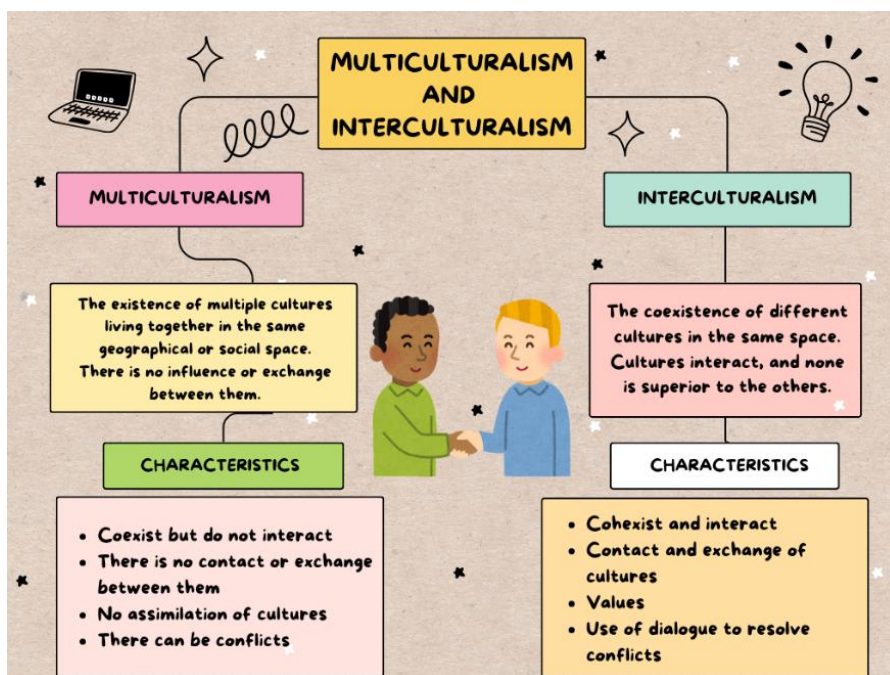 MULTICULTURALISM
AND
INTERCULTURALISM
MULTICULTURALISM
The existence of multiple cultures
living together in the same
geographical or social space.
There is no influence or exchange
between them.
CHARACTERISTICS
• Coexist but do not interact
• There is no contact or exchange
between them
• No assimilation of cultures
• There can be conflicts
INTERCULTURALISM
The coexistence of different
cultures in the same space.
Cultures interact, and none
is superior to the others.
CHARACTERISTICS
• Cohexist and interact
• Contact and exchange of
cultures
• Values
• Use of dialogue to resolve
conflicts